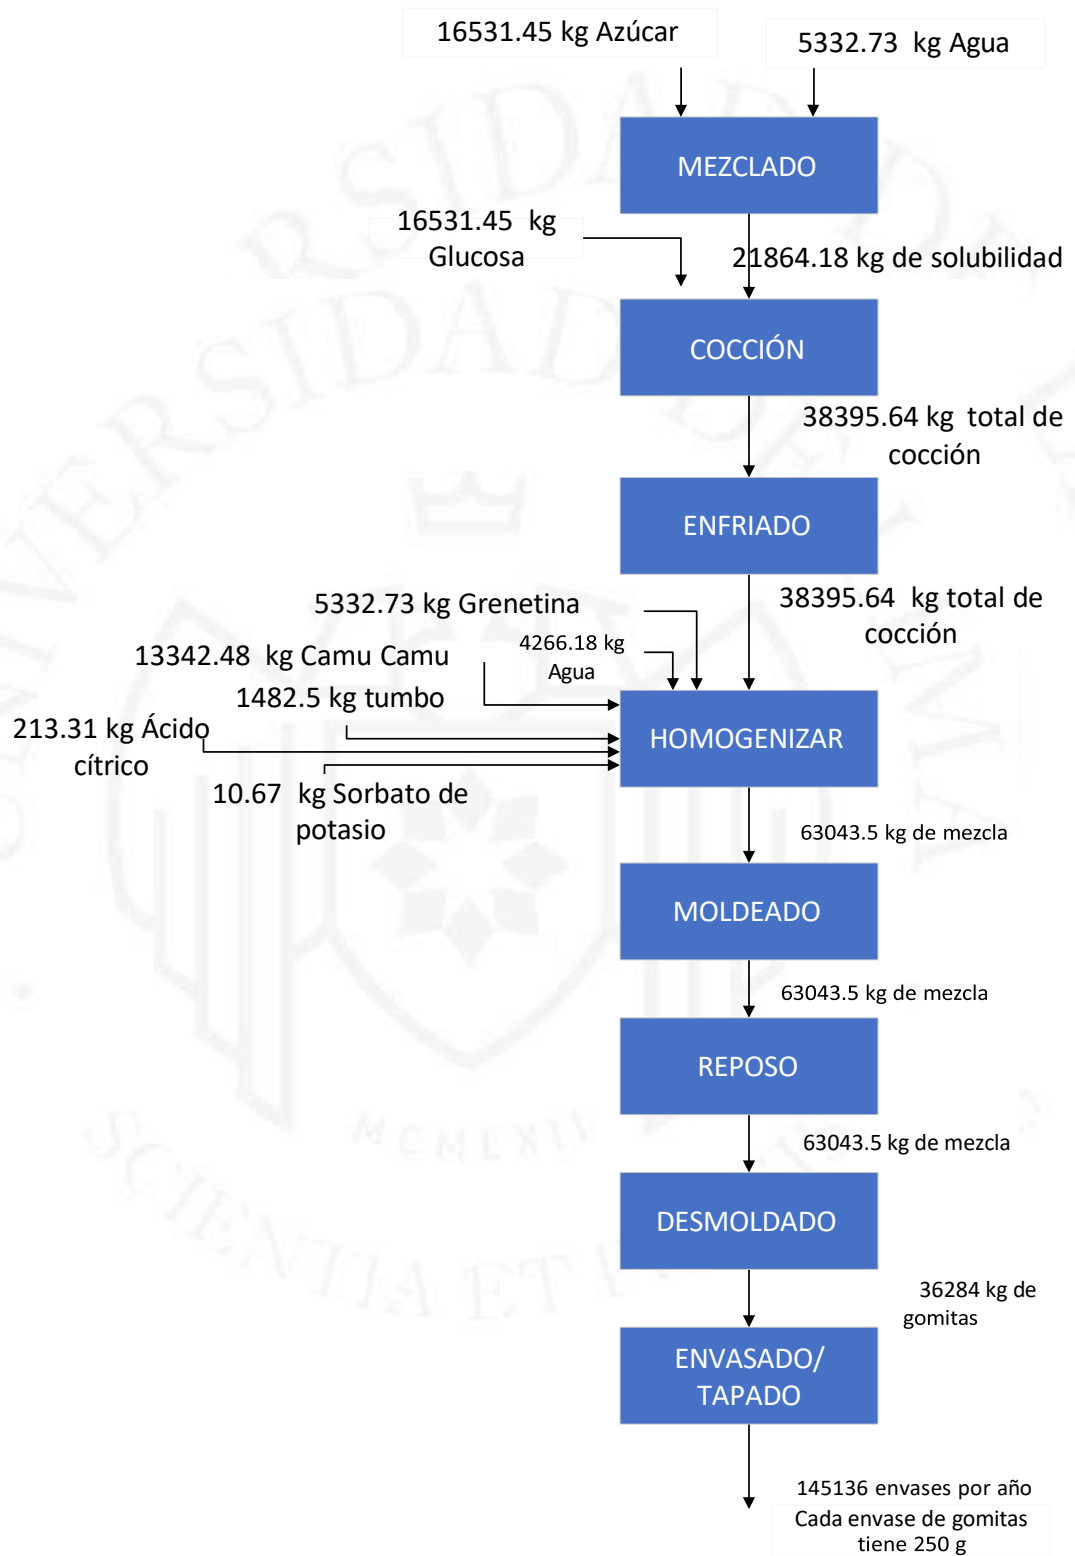 16531.45 kg Azúcar
5332.73 kg Agua
MEZCLADO
16531.45 kg
Glucosa
21864.18 kg de solubilidad
COCCIÓN
38395.64 kg total de
cocción
ENFRIADO
5332.73 kg Grenetina
38395.64 kg total de
cocción
4266.18 kg
Agua
13342.48 kg Camu Camu
1482.5 kg tumbo
213.31 kg Ácido
cítrico
HOMOGENIZAR
10.67 kg Sorbato de
potasio
63043.5 kg de mezcla
MOLDEADO
63043.5 kg de mezcla
REPOSO
63043.5 kg de mezcla
DESMOLDADO
36284 kg de
gomitas
ENVASADO/
TAPADO
145136 envases por año
Cada envase de gomitas
tiene 250 g
MCMLXII